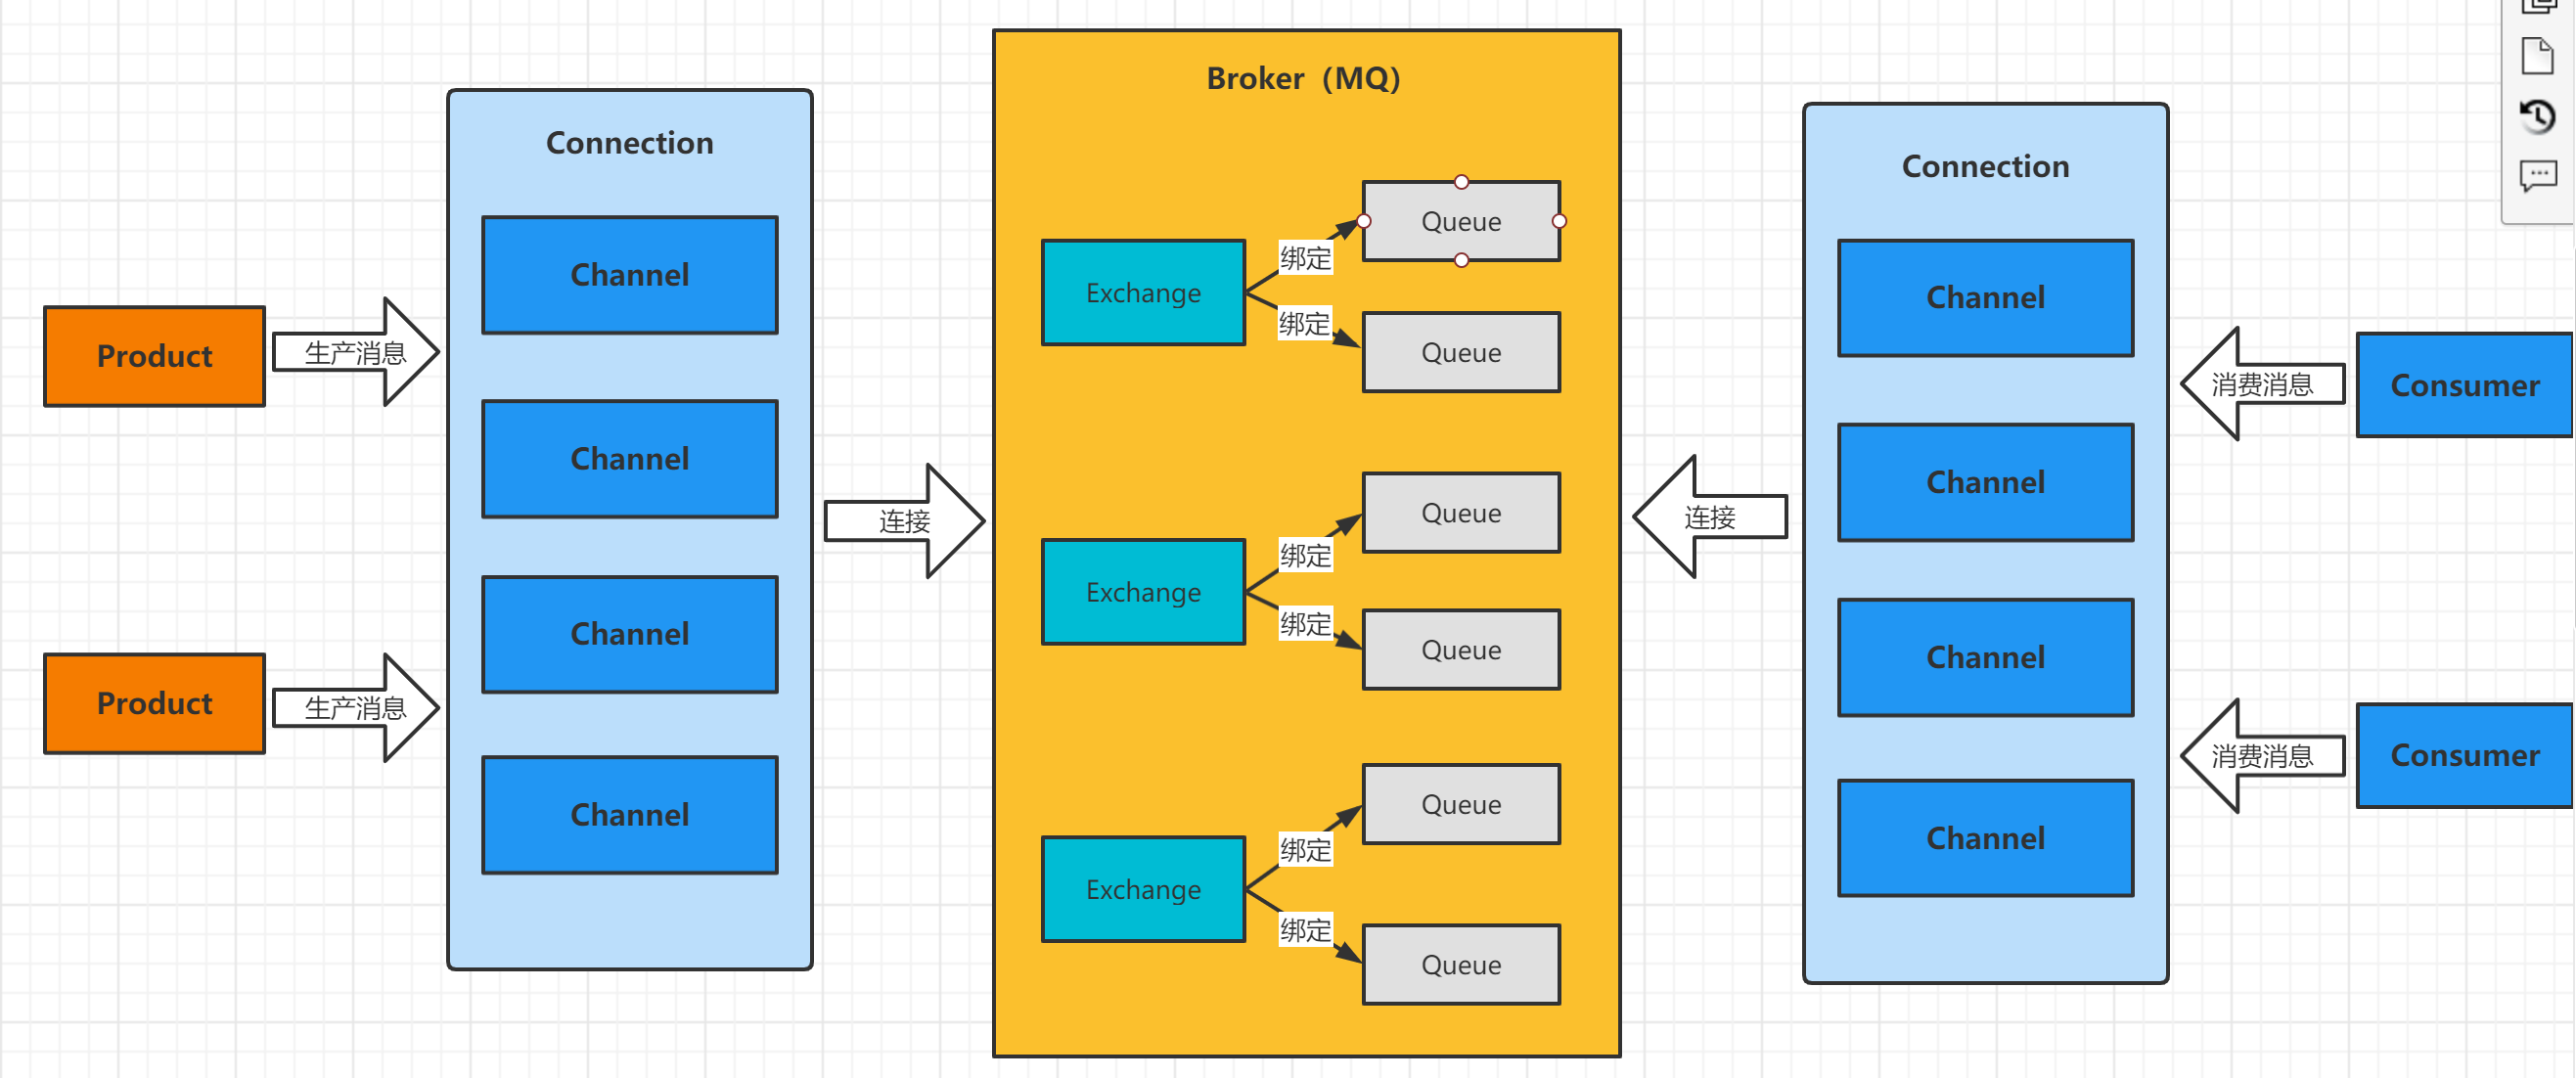 Product
生产消息
Product
生产消息
Connection
Channel
Channel
Channel
Channel
连接
Broker（MQ）
Exchange
绑定
绑定
Queue
Queue
Exchange
绑定
绑定
Queue
Queue
Exchange
绑定
绑定
Queue
Queue
连接
Connection
Channel
Channel
Channel
Channel
消费消息
Consumer
消费消息
Consumer